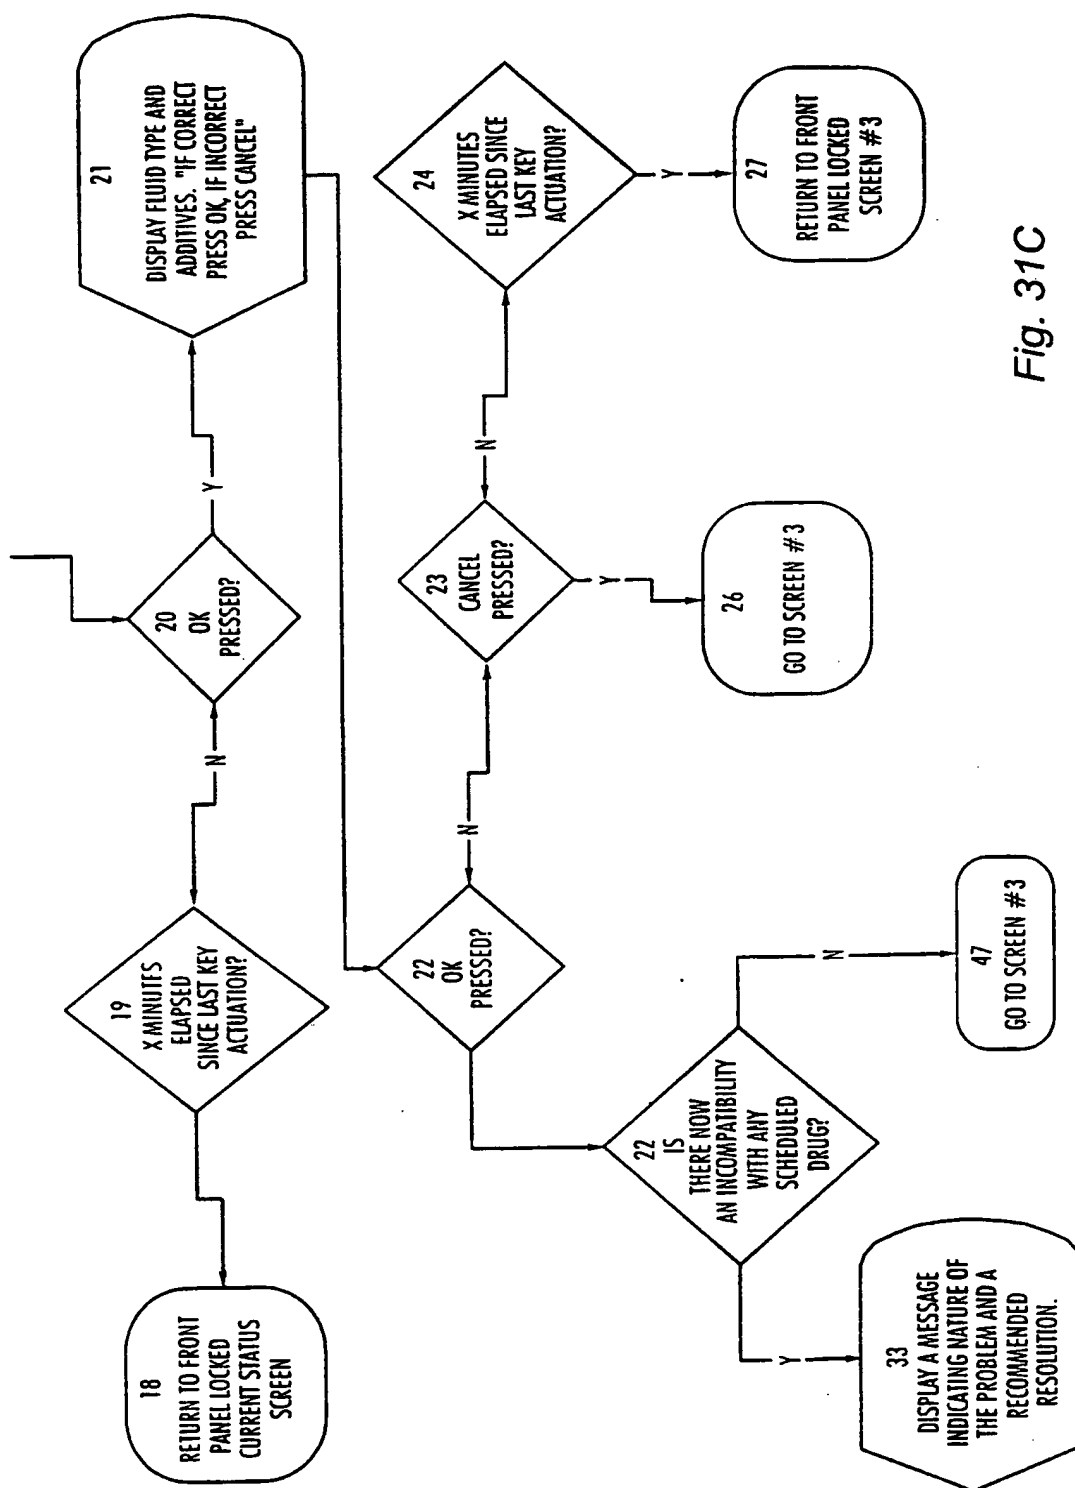 21
DISPLAY FLUID TYPE AND
ADDITIVES. "IF CORRECT
PRESS OK, IF INCORRECT
PRESS CANCEL"
20
OK
PRESSED?
Y
N
19
X MINUTES
ELAPSED
SINCE LAST KEY
ACTUATION?
18
RETURN TO FRONT
PANEL LOCKED
CURRENT STATUS
SCREEN
22
OK
PRESSED?
N
23
CANCEL
PRESSED?
N
24
X MINUTES
ELAPSED SINCE
LAST KEY
ACTUATION?
Y
27
RETURN TO FRONT
PANEL LOCKED
SCREEN #3
Y
26
GO TO SCREEN #3
22
IS
THERE NOW
AN INCOMPATIBILITY
WITH ANY
SCHEDULED
DRUG?
N
47
GO TO SCREEN #3
Y
33
DISPLAY A MESSAGE
INDICATING NATURE OF
THE PROBLEM AND A
RECOMMENDED
RESOLUTION.
Fig. 31C